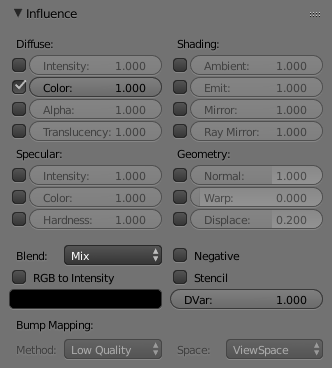 Influence
Diffuse: Shading:
Intensity: 1.000 Ambient: 1.000
Color: 1.000 Emit: 1.000
Alpha: 1.000 Mirror: 1.000
Translucency: 1.000 Ray Mirror: 1.000
Specular: Geometry:
Intensity: 1.000 Normal: 1.000
Color: 1.000 Warp: 0.000
Hardness: 1.000 Displace: 0.200
Blend: Mix Negative
RGB to Intensity Stencil
DVar: 1.000
Bump Mapping:
Method: Low Quality Space: ViewSpace